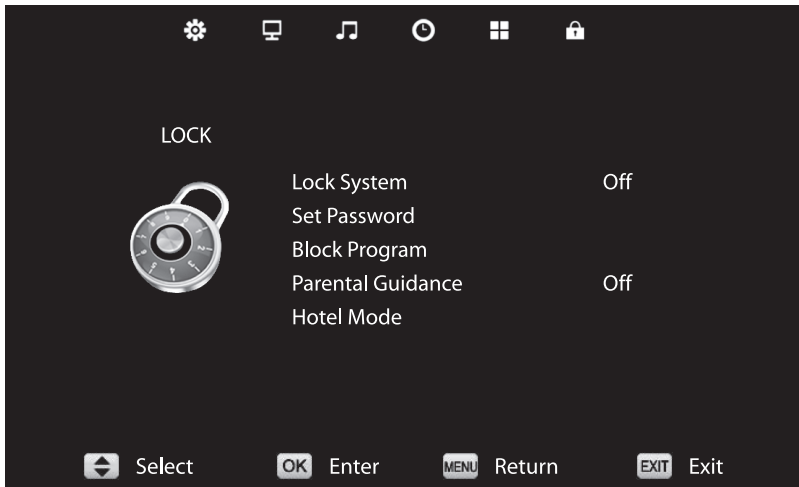 LOCK
Lock System Off
Set Password
Block Program
Parental Guidance Off
Hotel Mode
Select OK Enter MENU Return EXIT Exit